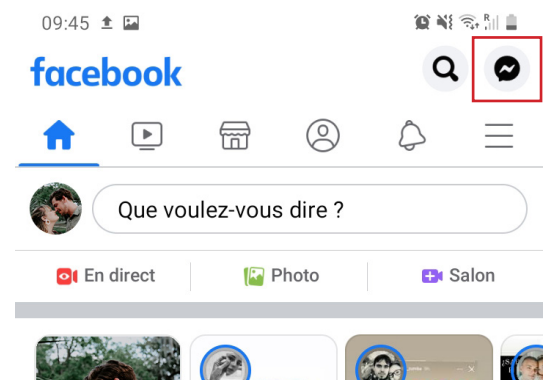 09:45
R
facebook
Que voulez-vous dire ?
En direct
Photo
Salon